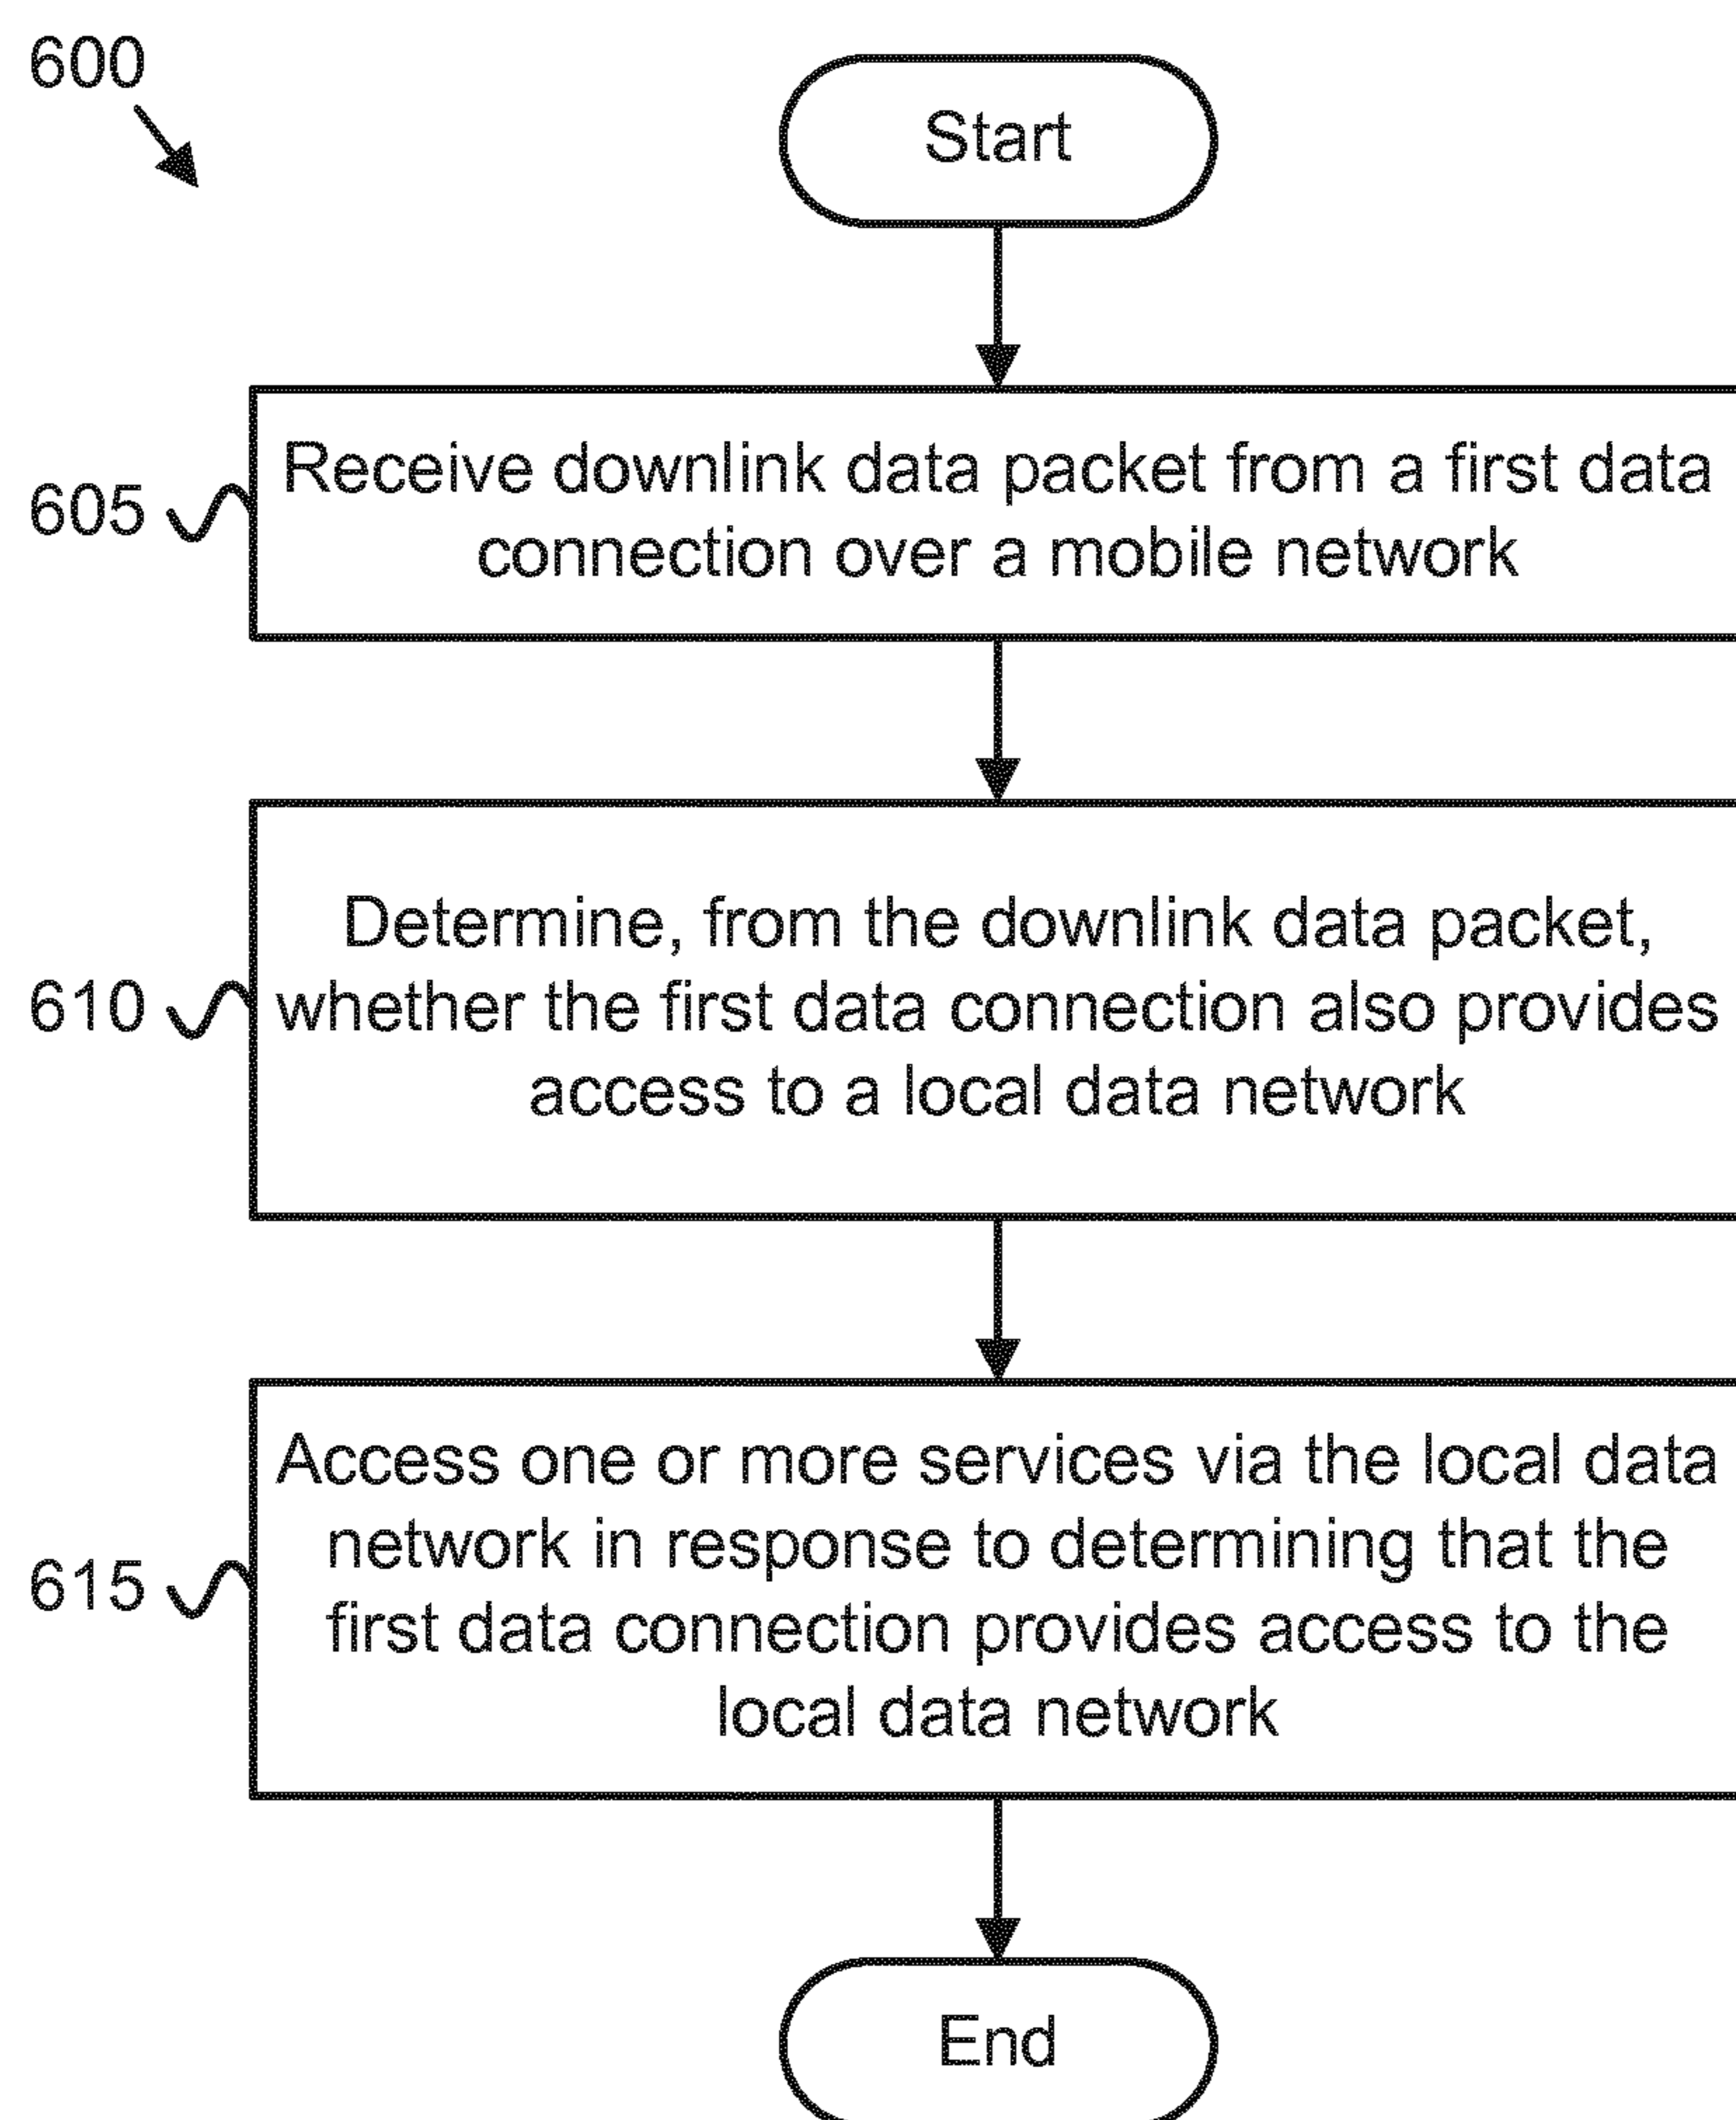 600
Start
605
Receive downlink data packet from a first data
connection over a mobile network
610
Determine, from the downlink data packet,
whether the first data connection also provides
access to a local data network
615
Access one or more services via the local data
network in response to determining that the
first data connection provides access to the
local data network
End